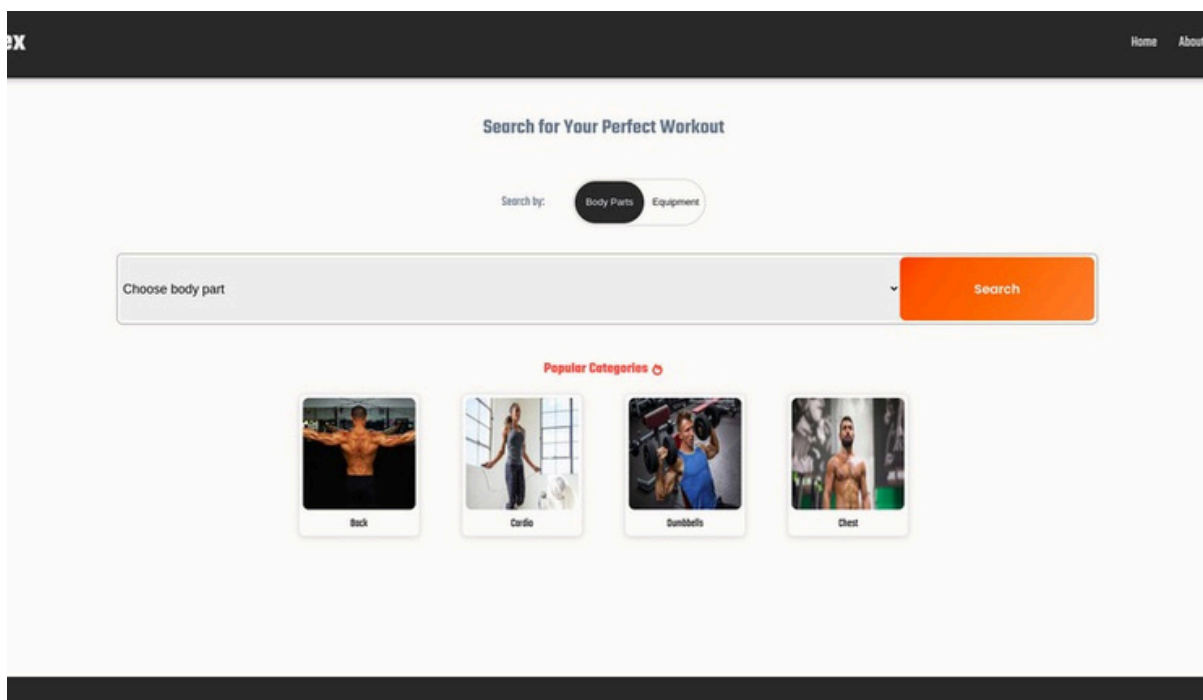 ex
Home About
Search for Your Perfect Workout
Search by: Body Parts Equipment
Choose body part Search
Popular Categories
Back Cardio Dumbbells Chest